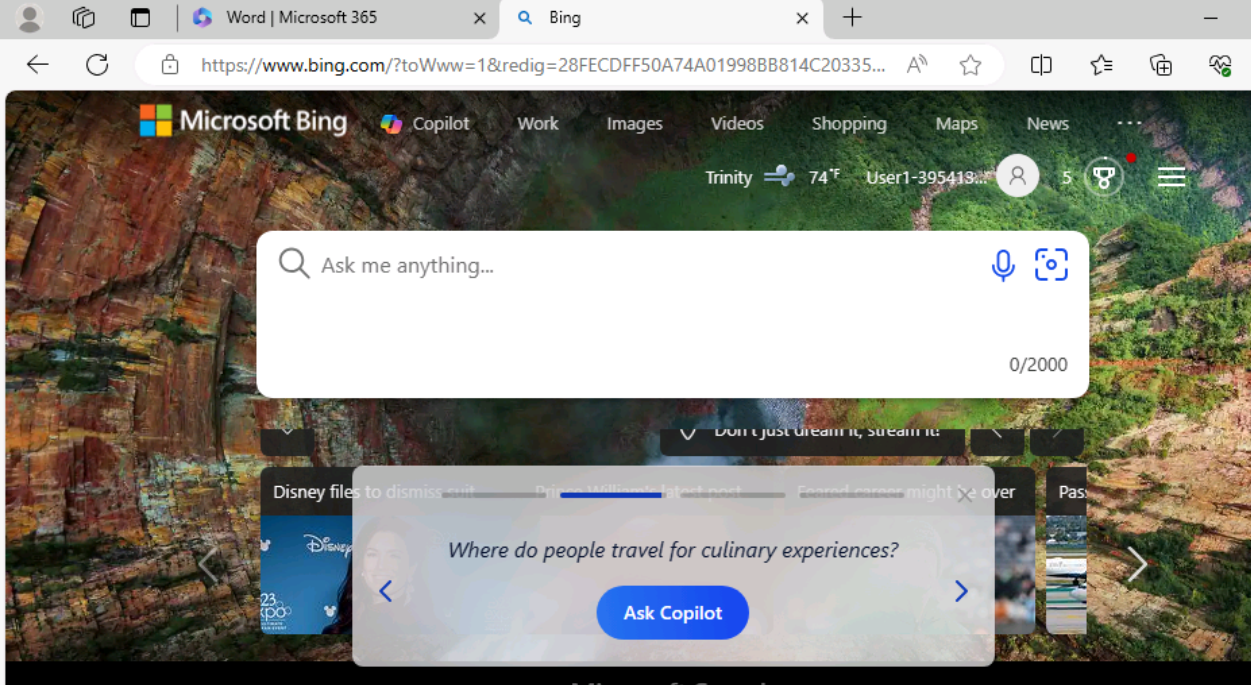 Word | Microsoft 365
Bing
https://www.bing.com/?toWww=1&redig=28FECDFF50A74A01998BB814C20335...
Microsoft Bing
Copilot
Work
Images
Videos
Shopping
Maps
News
Trinity
74°F
User1-395413...
5
Ask me anything...
0/2000
Don't just dream it, stream it!
Disney files to dismiss suit
Prince William's latest post
Feared career might be over
Pas
Disney
23
Where do people travel for culinary experiences?
Ask Copilot